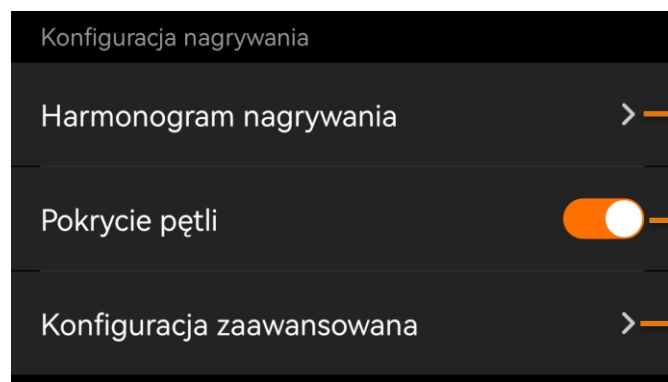 Konfiguracja nagrywania
Harmonogram nagrywania
Pokrycie pętli
Konfiguracja zaawansowana